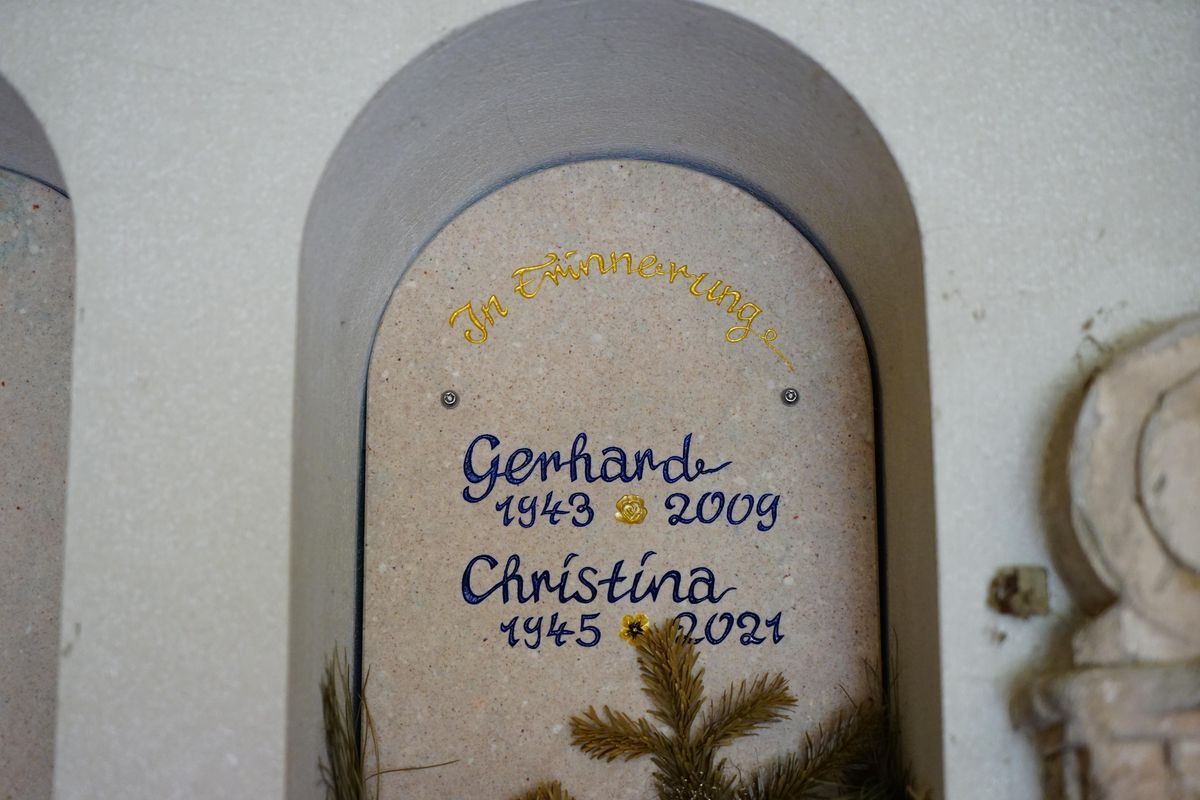 In Erinnerung
Gerhard
1943 2009
Christina
1945 2021